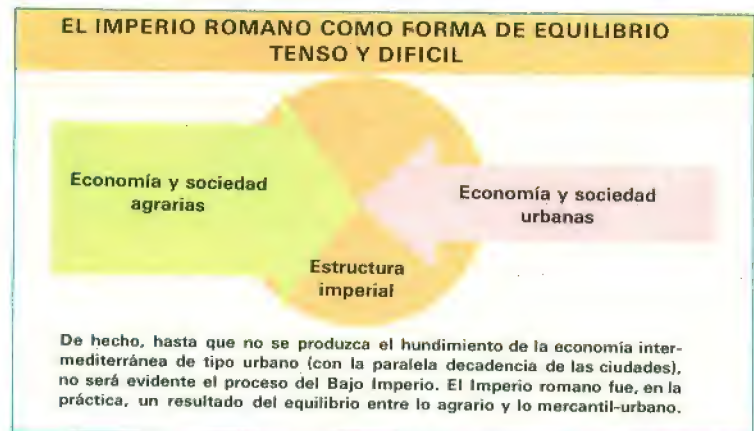 EL IMPERIO ROMANO COMO FORMA DE EQUILIBRIO
TENSO Y DIFICIL
Economía y sociedad
agrarias
Economía y sociedad
urbanas
Estructura
imperial
De hecho, hasta que no se produzca el hundimiento de la economía inter-
mediterránea de tipo urbano (con la paralela decadencia de las ciudades),
no será evidente el proceso del Bajo Imperio. El Imperio romano fue, en la
práctica, un resultado del equilibrio entre lo agrario y lo mercantil-urbano.